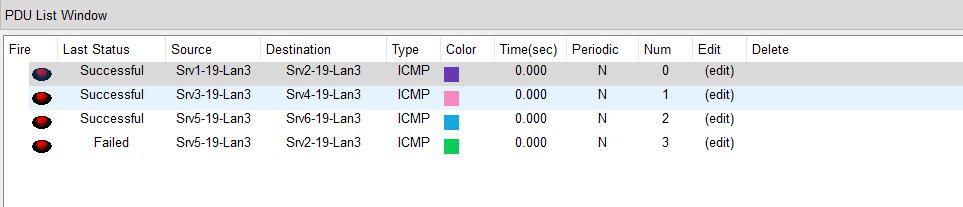 PDU List Window
Fire Last Status Source Destination Type Color Time(sec) Periodic Num Edit Delete
Successful Srv1-19-Lan3 Srv2-19-Lan3 ICMP 0.000 N 0 (edit)
Successful Srv3-19-Lan3 Srv4-19-Lan3 ICMP 0.000 N 1 (edit)
Successful Srv5-19-Lan3 Srv6-19-Lan3 ICMP 0.000 N 2 (edit)
Failed Srv5-19-Lan3 Srv2-19-Lan3 ICMP 0.000 N 3 (edit)